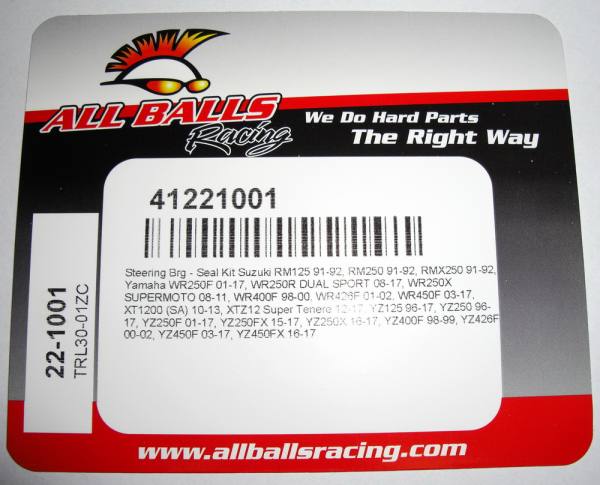 ALL BALLS
Racing
We Do Hard Parts
The Right Way
41221001
Steering Brg - Seal Kit Suzuki RM125 91-92, RM250 91-92, RMX250 91-92,
Yamaha WR250F 01-17, WR250R DUAL SPORT 08-17, WR250X
SUPERMOTO 08-11, WR400F 98-00, WR426F 01-02, WR450F 03-17,
XT1200 (SA) 10-13, XTZ12 Super Tenere 12-17, YZ125 96-17, YZ250 96-
17, YZ250F 01-17, YZ250FX 15-17, YZ250X 16-17, YZ400F 98-99, YZ426F
00-02, YZ450F 03-17, YZ450FX 16-17
22-1001
TRL30-01ZC
www.allballsracing.com